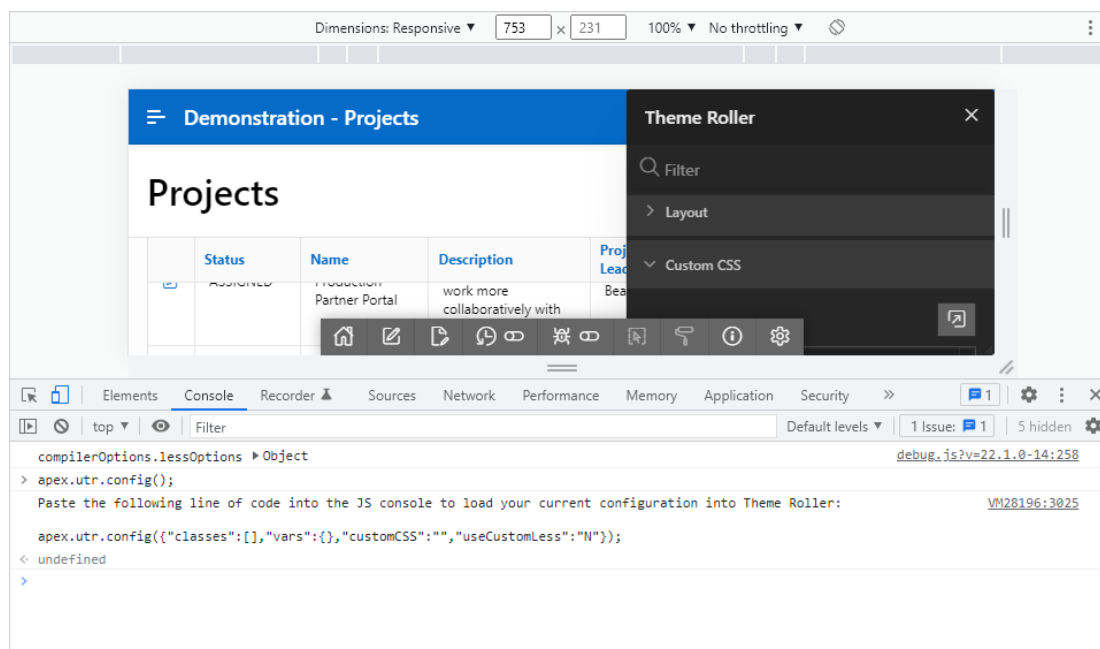 Dimensions: Responsive ▼ 753 × 231 100% ▼ No throttling ▼
Demonstration - Projects
Theme Roller
Filter
Projects
Layout
Status Name Description
Custom CSS
Partner Portal
work more
collaboratively with
Elements Console Recorder Sources Network Performance Memory Application Security » 1
top ▼ Filter Default levels ▼ 1 Issue: 1 5 hidden
compilerOptions.lessOptions ▶Object debug.js?v=22.1.0-14:258
> apex.utr.config();
Paste the following line of code into the JS console to load your current configuration into Theme Roller: VM28196:3025
apex.utr.config({"classes":[],"vars":{},"customCSS":"","useCustomLess":"N"});
undefined